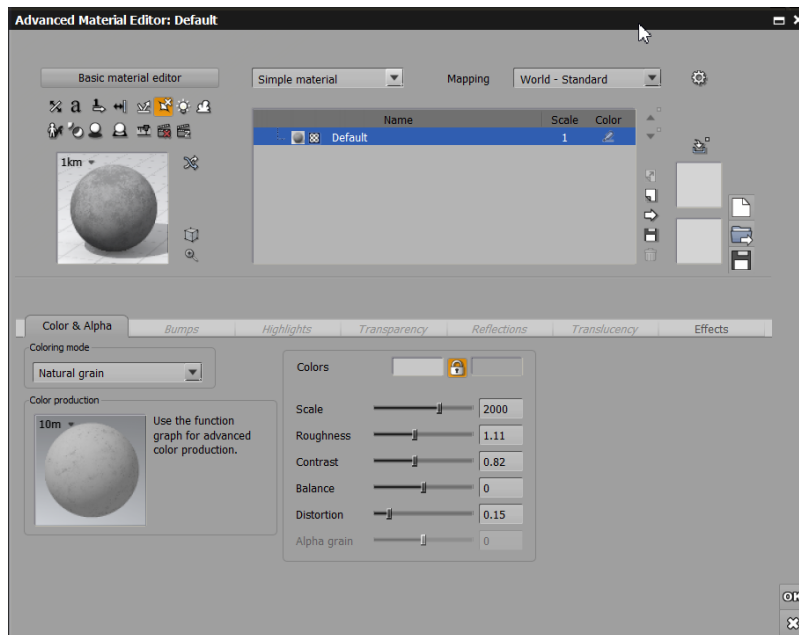 Advanced Material Editor: Default
Basic material editor
Simple material
Mapping
World - Standard
Name Scale Color
Default 1
1km
Color & Alpha
Bumps
Highlights
Transparency
Reflections
Translucency
Effects
Coloring mode
Natural grain
Color production
10m
Use the function
graph for advanced
color production.
Colors
Scale 2000
Roughness 1.11
Contrast 0.82
Balance 0
Distortion 0.15
Alpha grain 0
OK